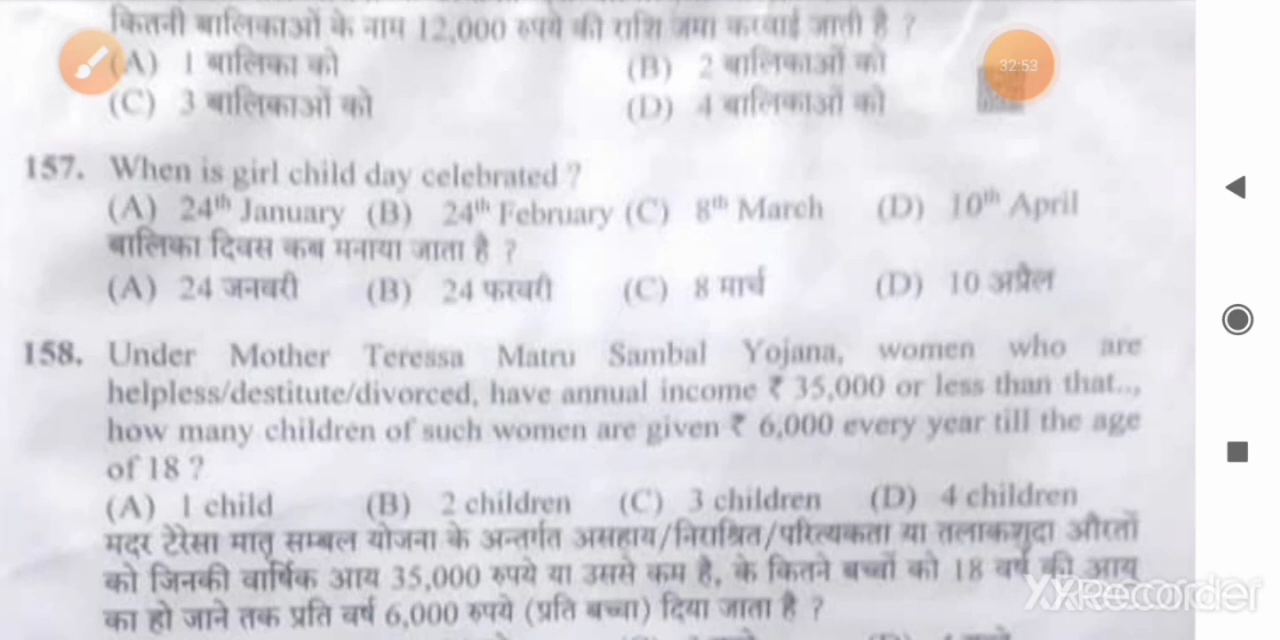 कितनी बालिकाओं के नाम 12,000 रुपये की राशि जमा करवाई जाती है ?
(A) 1 बालिका को (B) 2 बालिकाओं को
(C) 3 बालिकाओं को (D) 4 बालिकाओं को
32:53
157. When is girl child day celebrated ?
(A) 24th January (B) 24th February (C) 8th March (D) 10th April
बालिका दिवस कब मनाया जाता है ?
(A) 24 जनवरी (B) 24 फरवरी (C) 8 मार्च (D) 10 अप्रैल
158. Under Mother Teressa Matru Sambal Yojana, women who are
helpless/destitute/divorced, have annual income ₹ 35,000 or less than that..,
how many children of such women are given ₹ 6,000 every year till the age
of 18 ?
(A) 1 child (B) 2 children (C) 3 children (D) 4 children
मदर टेरेसा मातृ सम्बल योजना के अन्तर्गत असहाय/निराश्रित/परित्यकता या तलाकशुदा औरतों
को जिनकी वार्षिक आय 35,000 रुपये या उससे कम है, के कितने बच्चों को 18 वर्ष की आयु
का हो जाने तक प्रति वर्ष 6,000 रुपये (प्रति बच्चा) दिया जाता है ?
XRecorder